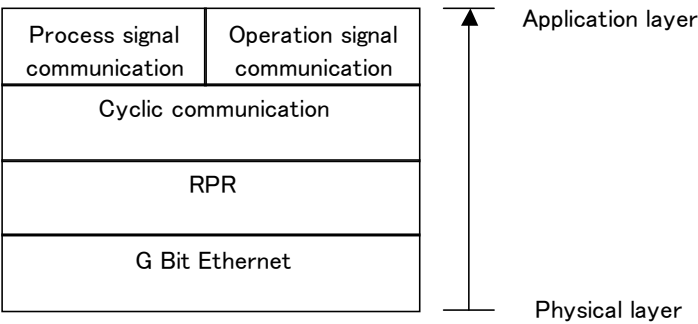 Process signal
communication
Operation signal
communication
Application layer
Cyclic communication
RPR
G Bit Ethernet
Physical layer